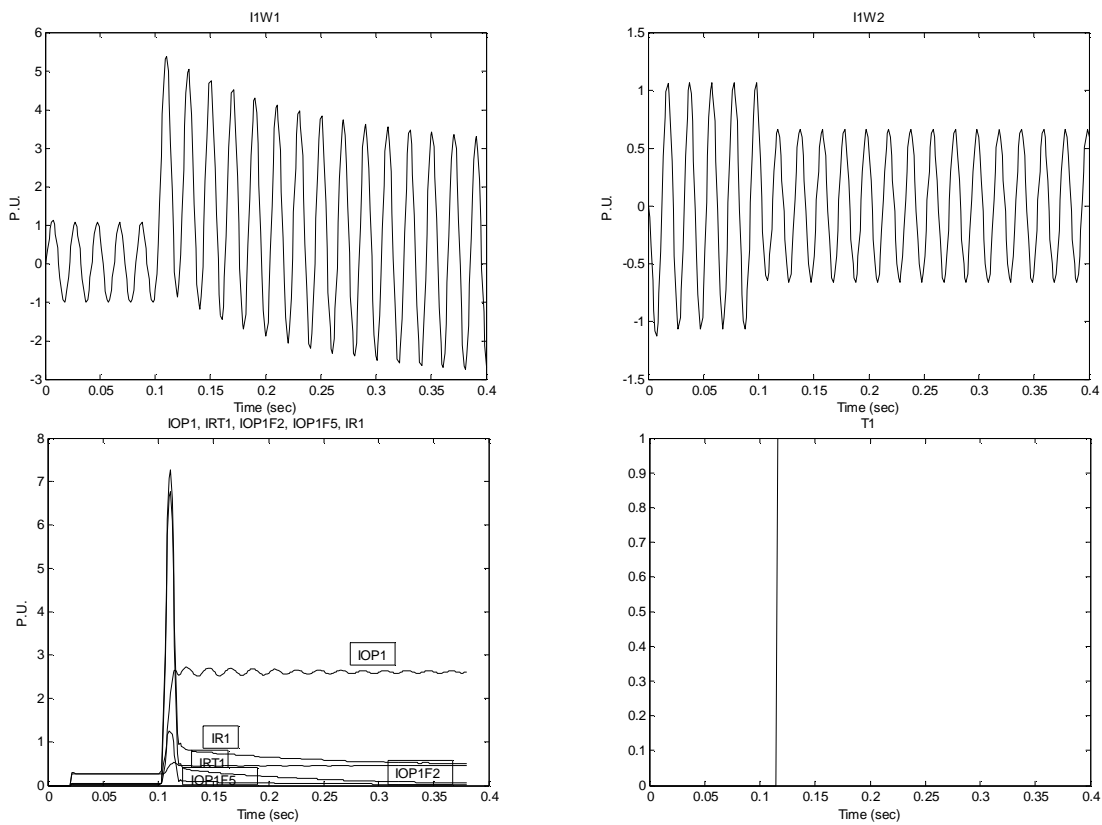 I1W1
6
5
4
3
2
1
0
-1
-2
-3
P.U.
0 0.05 0.1 0.15 0.2 0.25 0.3 0.35 0.4
Time (sec)
I1W2
1.5
1
0.5
0
-0.5
-1
-1.5
P.U.
0 0.05 0.1 0.15 0.2 0.25 0.3 0.35 0.4
Time (sec)
IOP1, IRT1, IOP1F2, IOP1F5, IR1
8
7
6
5
4
3
2
1
0
P.U.
IOP1
IR1
IRT1
IOP1F2
IOP1F5
0 0.05 0.1 0.15 0.2 0.25 0.3 0.35 0.4
Time (sec)
T1
1
0.9
0.8
0.7
0.6
0.5
0.4
0.3
0.2
0.1
0
0 0.05 0.1 0.15 0.2 0.25 0.3 0.35 0.4
Time (sec)